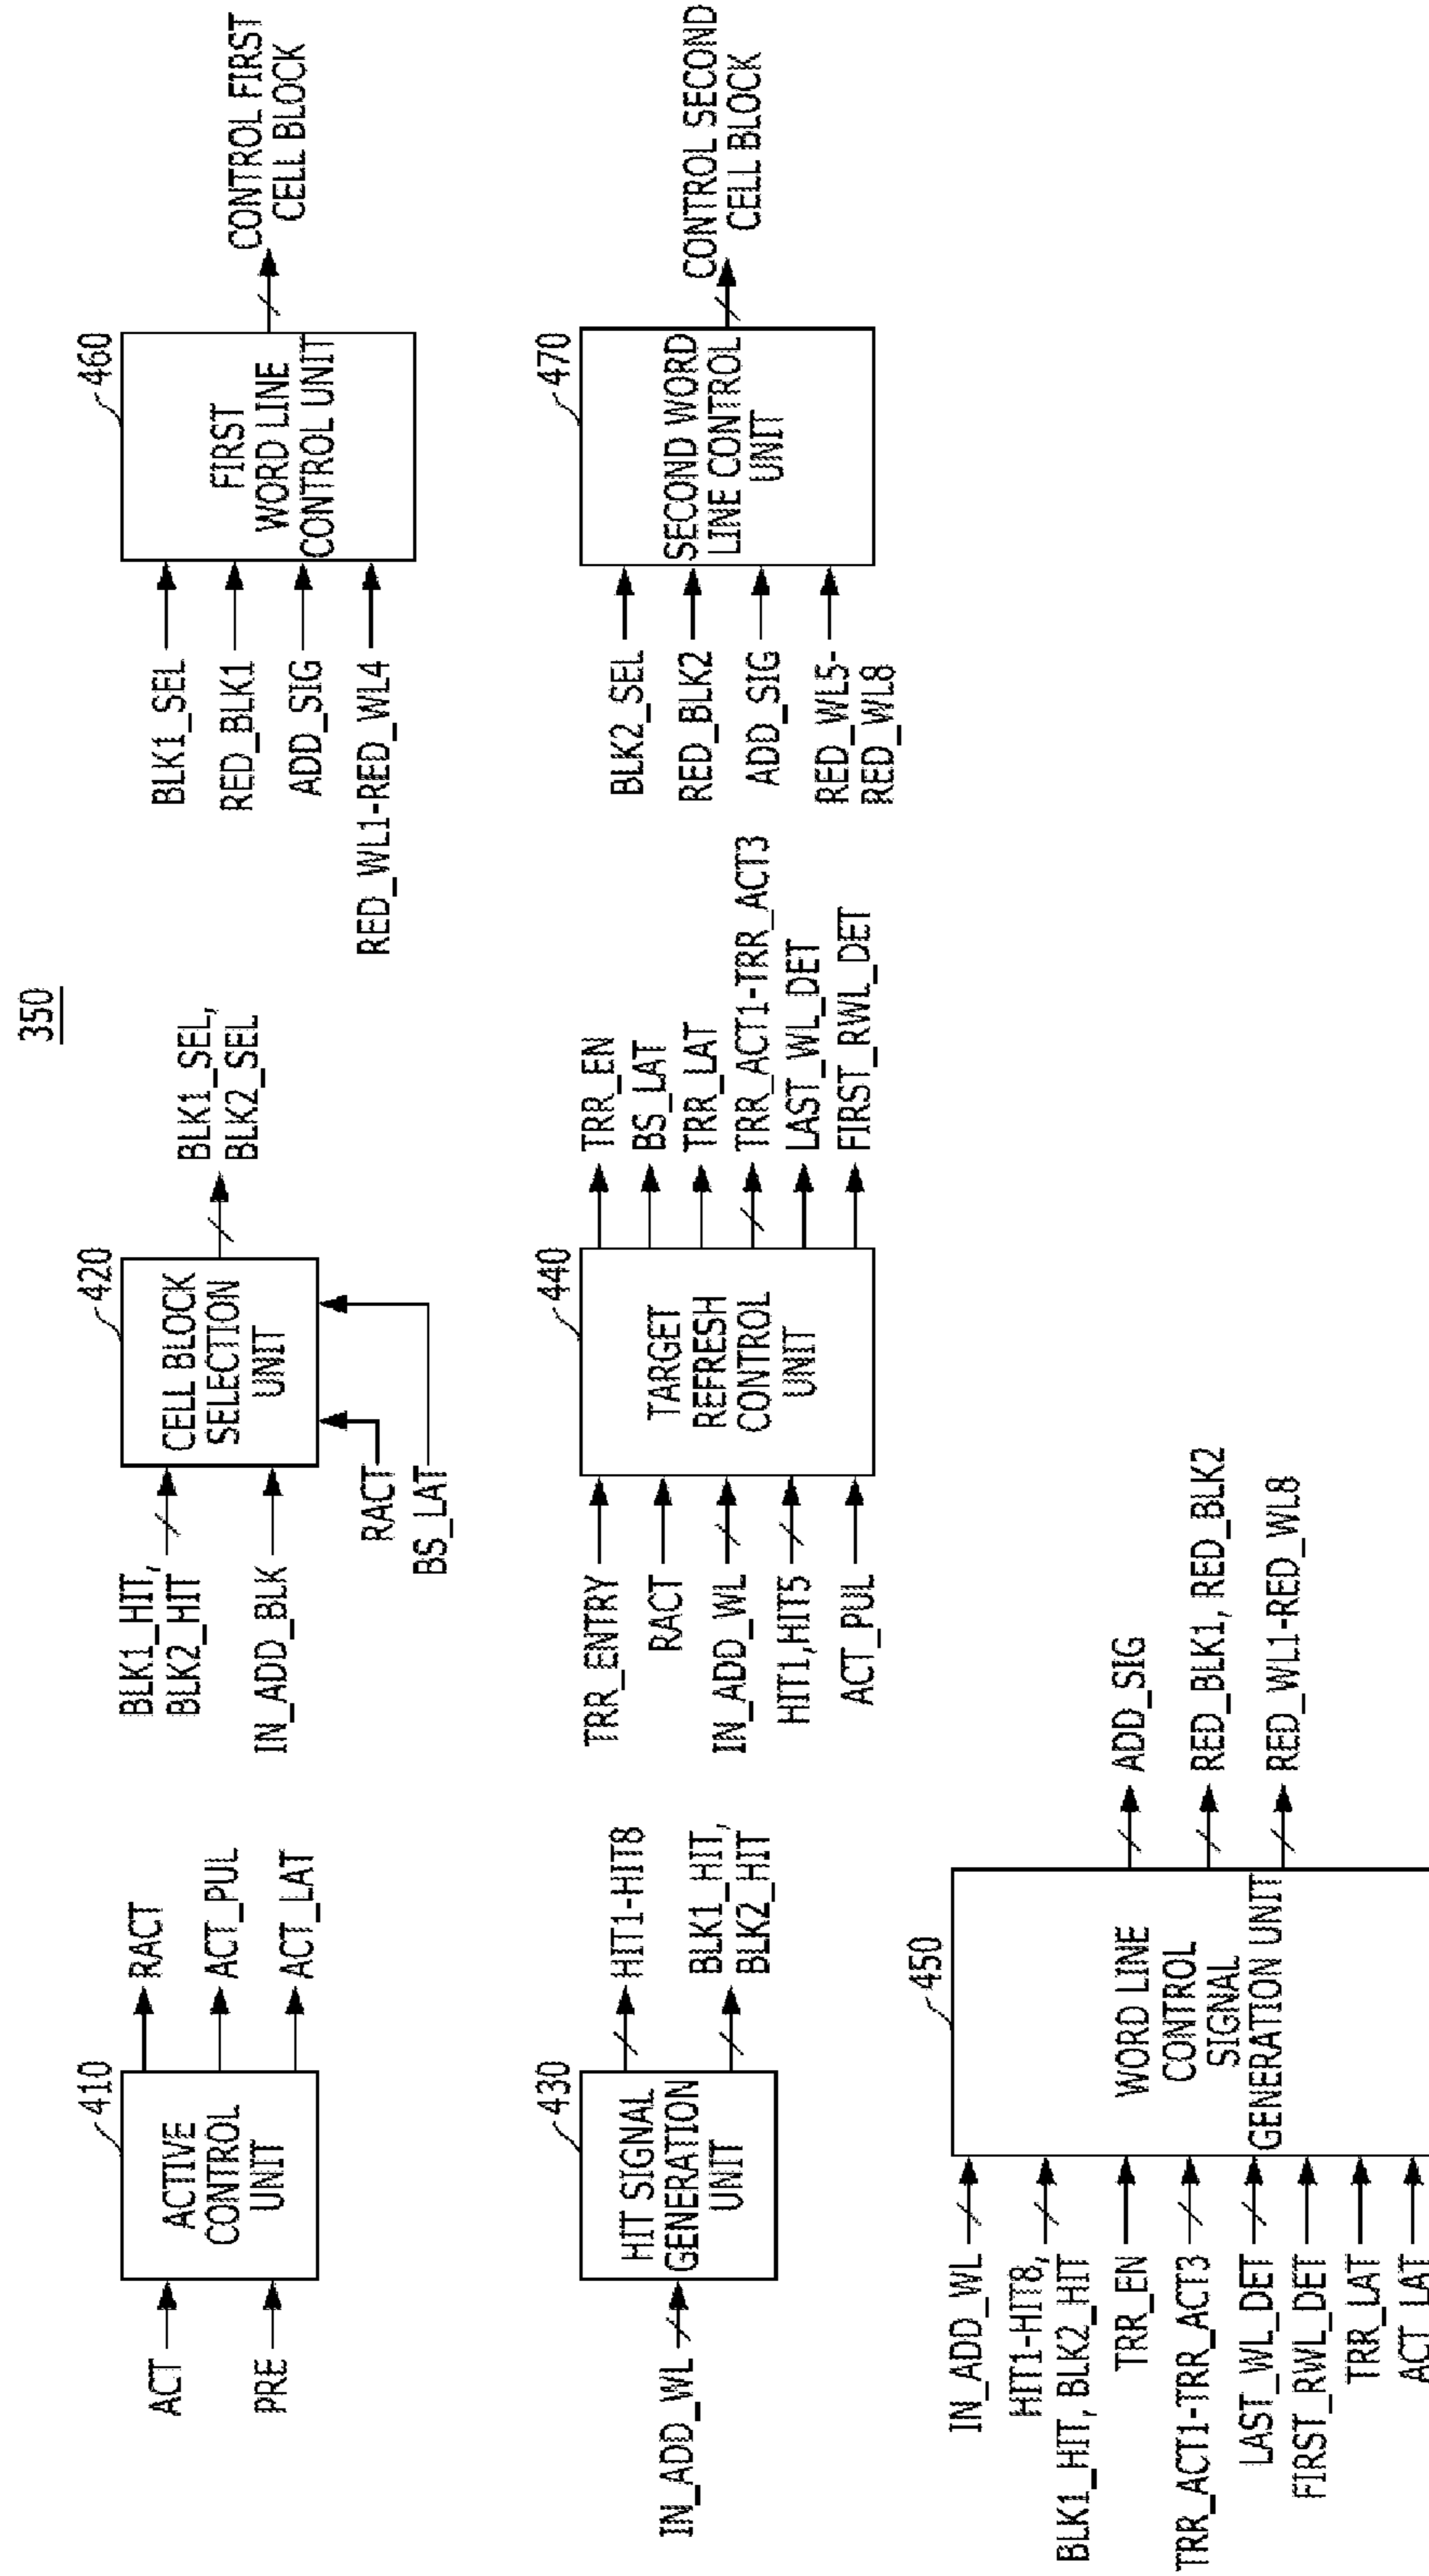 350
410
ACT
PRE
ACTIVE
CONTROL
UNIT
RACT
ACT_PUL
ACT_LAT
420
BLK1_HIT,
BLK2_HIT
IN_ADD_BLK
RACT
BS_LAT
CELL BLOCK
SELECTION
UNIT
BLK1_SEL,
BLK2_SEL
460
BLK1_SEL
RED_BLK1
ADD_SIG
RED_WL1-RED_WL4
FIRST
WORD LINE
CONTROL UNIT
CONTROL FIRST
CELL BLOCK
430
IN_ADD_WL
HIT SIGNAL
GENERATION
UNIT
HIT1-HIT8
BLK1_HIT,
BLK2_HIT
440
TRR_ENTRY
RACT
IN_ADD_WL
HIT1,HIT5
ACT_PUL
TARGET
REFRESH
CONTROL
UNIT
TRR_EN
BS_LAT
TRR_LAT
TRR_ACT1-TRR_ACT3
LAST_WL_DET
FIRST_RWL_DET
470
BLK2_SEL
RED_BLK2
ADD_SIG
RED_WL5-
RED_WL8
SECOND WORD
LINE CONTROL
UNIT
CONTROL SECOND
CELL BLOCK
450
IN_ADD_WL
HIT1-HIT8,
BLK1_HIT, BLK2_HIT
TRR_EN
TRR_ACT1-TRR_ACT3
LAST_WL_DET
FIRST_RWL_DET
TRR_LAT
ACT_LAT
WORD LINE
CONTROL
SIGNAL
GENERATION UNIT
ADD_SIG
RED_BLK1, RED_BLK2
RED_WL1-RED_WL8